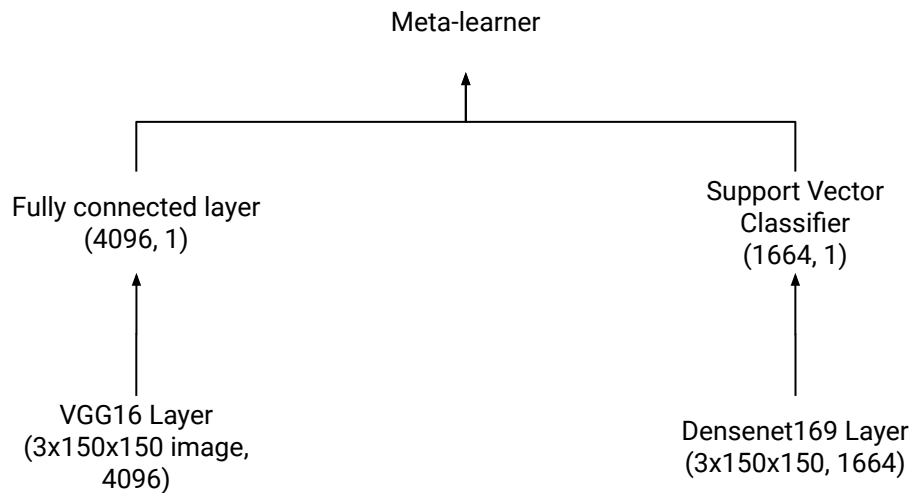 Meta-learner
Fully connected layer
(4096, 1)
Support Vector
Classifier
(1664, 1)
VGG16 Layer
(3x150x150 image,
4096)
Densenet169 Layer
(3x150x150, 1664)